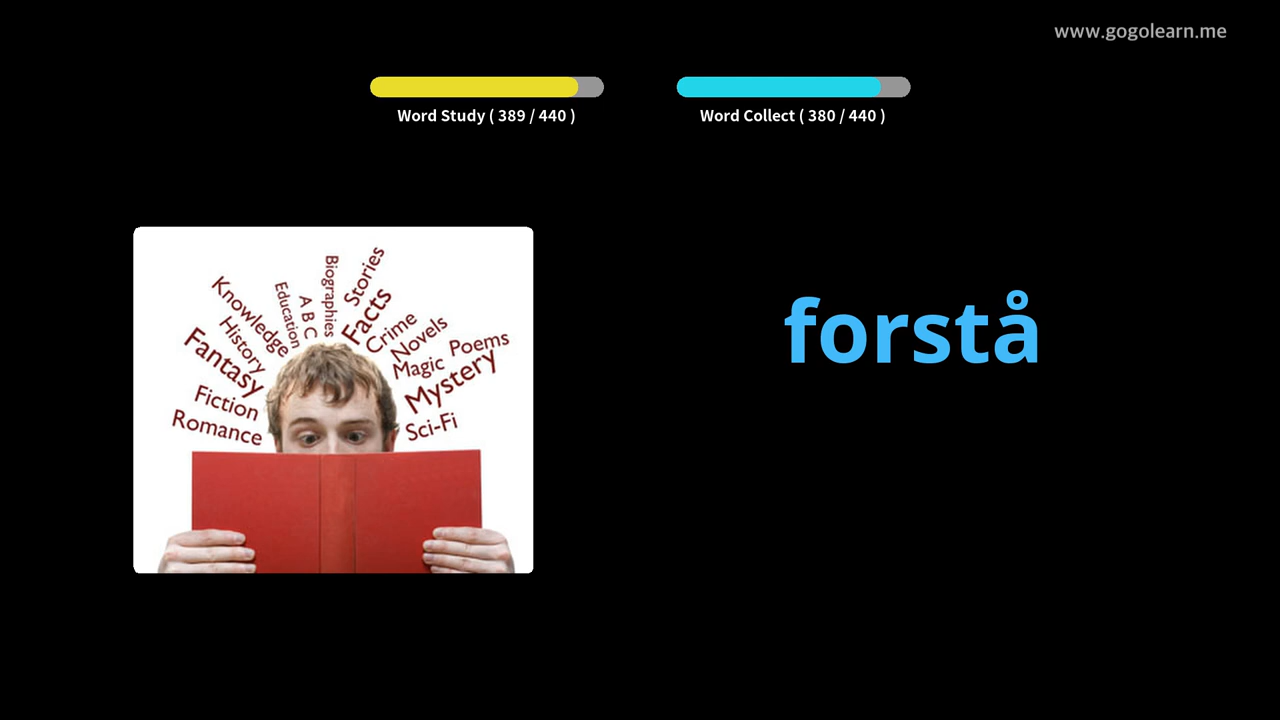 www.gogolearn.me
Word Study ( 389 / 440 )
Word Collect ( 380 / 440 )
forstå
Biographies
Stories
Education
A B C
Facts
Knowledge
History
Crime
Novels
Poems
Fantasy
Magic
Mystery
Fiction
Romance
Sci-Fi